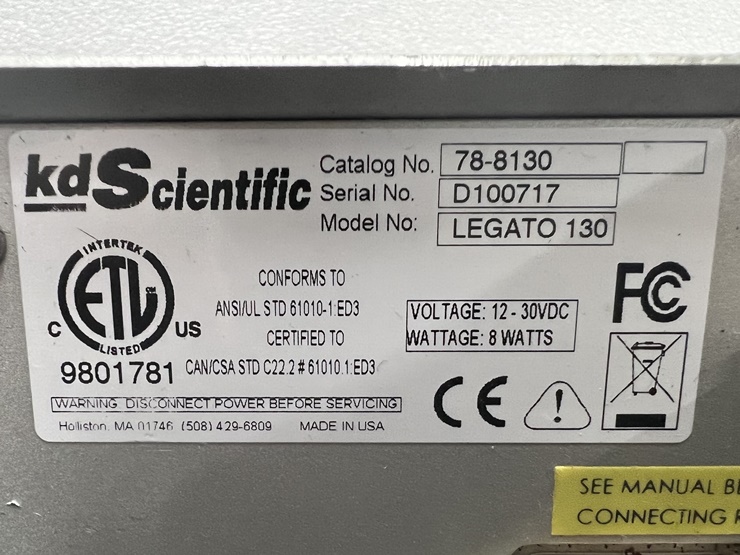 kdScientific
Catalog No. 78-8130
Serial No. D100717
Model No: LEGATO 130
INTERTEK
ETL CM
LISTED
C US
9801781
CONFORMS TO
ANSI/UL STD 61010-1:ED3
CERTIFIED TO
CAN/CSA STD C22.2 # 61010.1:ED3
VOLTAGE: 12 - 30VDC
WATTAGE: 8 WATTS
FC
CE
!
WARNING DISCONNECT POWER BEFORE SERVICING
Holliston, MA 01746 (508) 429-6809 MADE IN USA
SEE MANUAL
CONNECTING